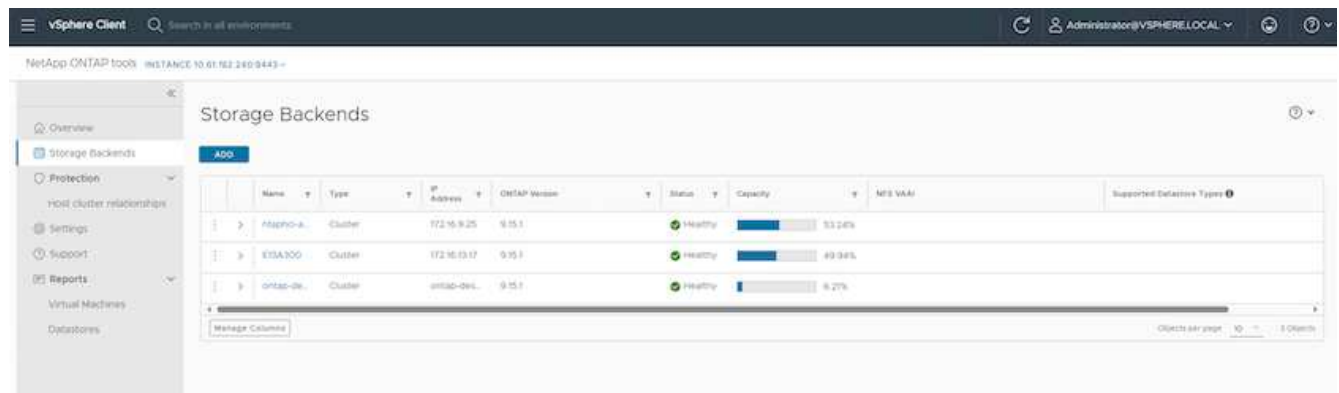 vSphere Client Search in all environments Administrator@VSPHERE.LOCAL
NetApp ONTAP tools INSTANCE 10.61.182.240:8443
Overview
Storage Backends
Protection
Host cluster relationships
Settings
Support
Reports
Virtual Machines
Datastores
Storage Backends
ADD
Name Type IP Address ONTAP Version Status Capacity NFS VAAI Supported Datastore Types
Cluster 172.16.9.25 9.15.1 Healthy 53.24%
E13A300 Cluster 172.16.13.17 9.15.1 Healthy 49.94%
ontap-de... Cluster ontap-des... 9.15.1 Healthy 6.21%
Manage Columns Objects per page 10 3 Objects